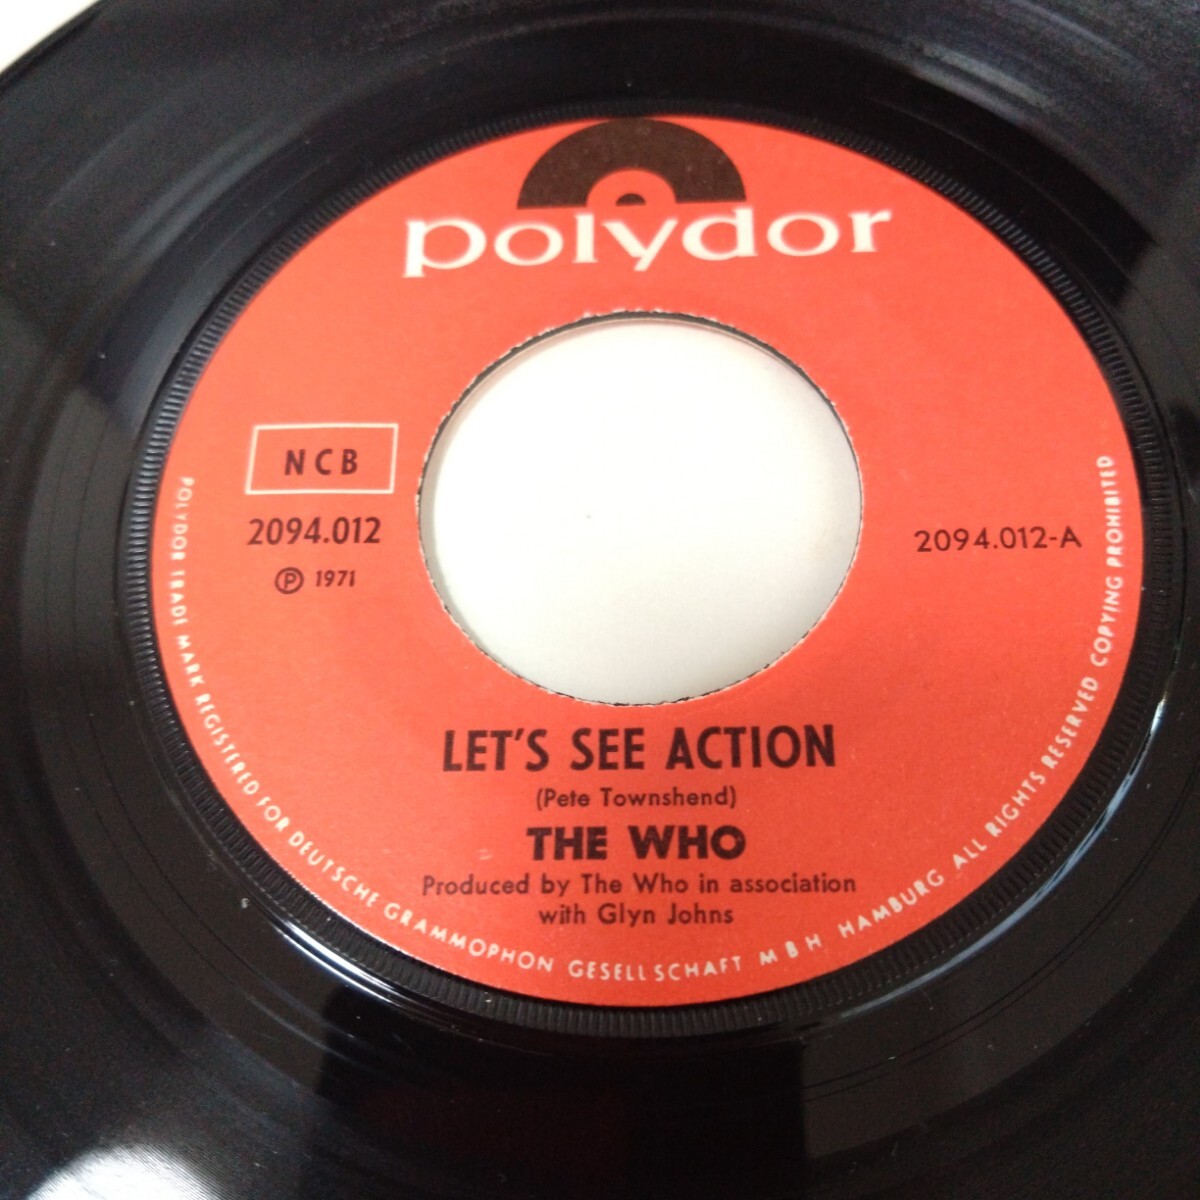 polydor
NCB
2094.012
℗ 1971
2094.012-A
LET'S SEE ACTION
(Pete Townshend)
THE WHO
Produced by The Who in association
with Glyn Johns
POLYDOR TRADE MARK REGISTERED FOR DEUTSCHE GRAMMOPHON GESELLSCHAFT MBH HAMBURG ALL RIGHTS RESERVED COPYING PROHIBITED